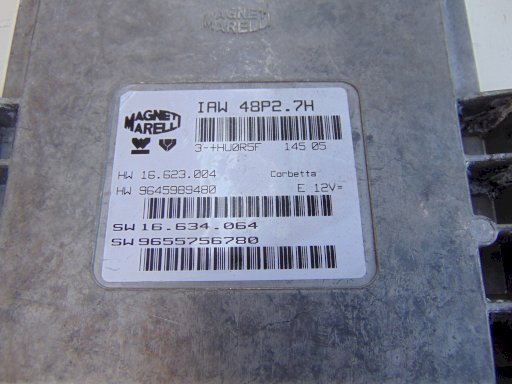 MAGNETI
MARELLI
IAW 48P2.7H
MAGNETI
MARELLI
3-+HU0R5F 145 05
HW 16.623.004 Corbetta
HW 9645989480 E 12V=
SW 16.634.064
SW 9655756780